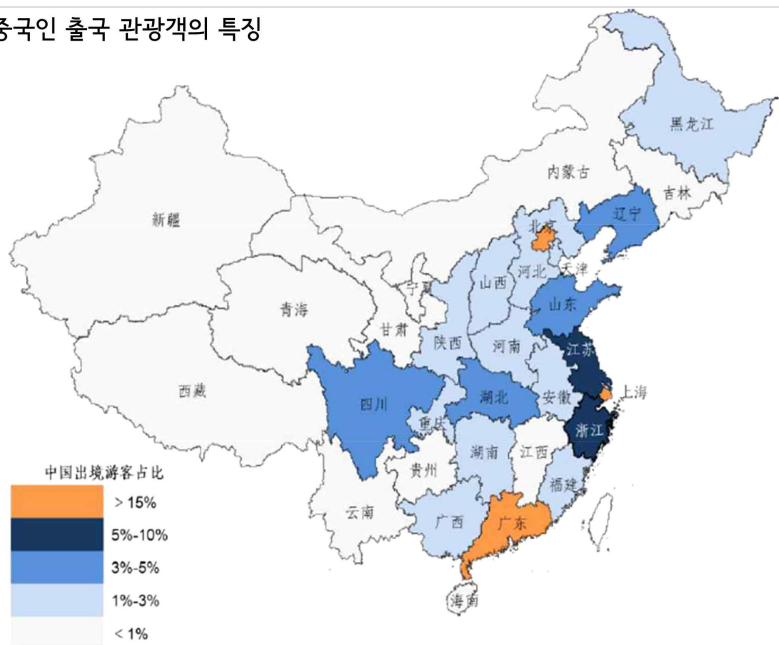 중국인 출국 관광객의 특징
黑龙江
内蒙古
吉林
新疆
辽宁
北京
天津
河北
山西
宁夏
青海
山东
甘肃
陕西
河南
江苏
西藏
四川
湖北
安徽
上海
重庆
浙江
湖南
江西
贵州
福建
云南
广西
广东
海南
中国出境游客占比
> 15%
5%-10%
3%-5%
1%-3%
< 1%